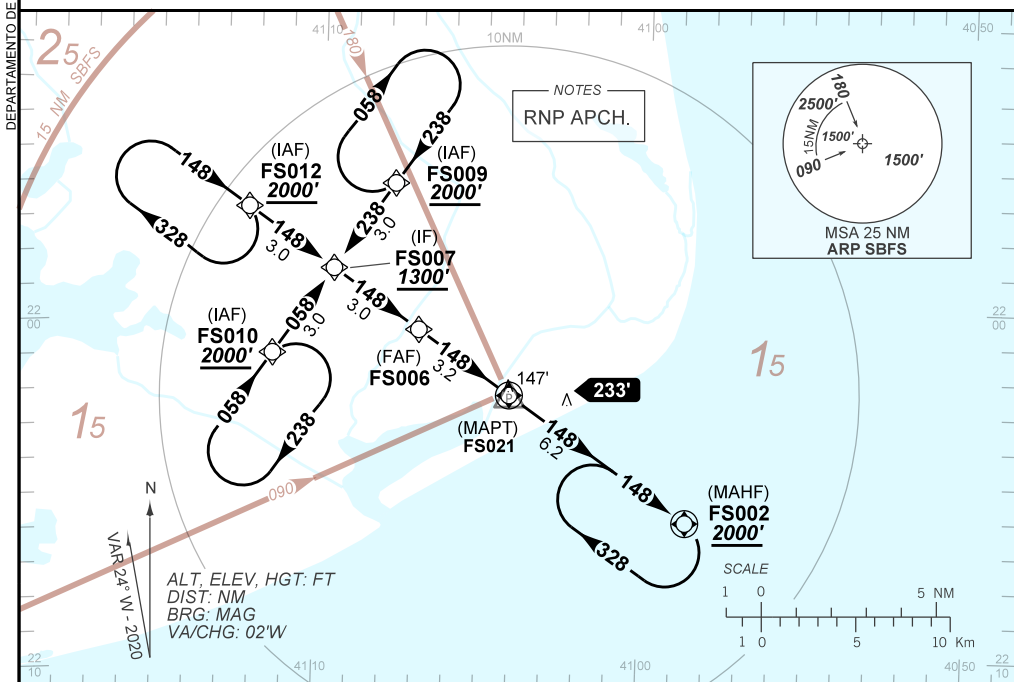 DEPARTAMENTO DE
41 10
41 00
40 50
10NM
25
15 NM SBFS
180
NOTES
RNP APCH.
180
2500'
15NM
1500'
090
1500'
MSA 25 NM
ARP SBFS
058
238
148
328
(IAF)
FS012
2000'
(IAF)
FS009
2000'
148
3.0
238
3.0
(IF)
FS007
1300'
058
3.0
148
3.0
(IAF)
FS010
2000'
22
00
22
00
(FAF)
FS006
148
3.2
15
15
147'
233'
(MAPT)
FS021
P
058
238
148
6.2
148
328
(MAHF)
FS002
2000'
090
N
VAR 24° W - 2020
ALT, ELEV, HGT: FT
DIST: NM
BRG: MAG
VA/CHG: 02'W
SCALE
1 0 5 NM
1 0 5 10 Km
22
10
41 10
41 00
40 50
22
10